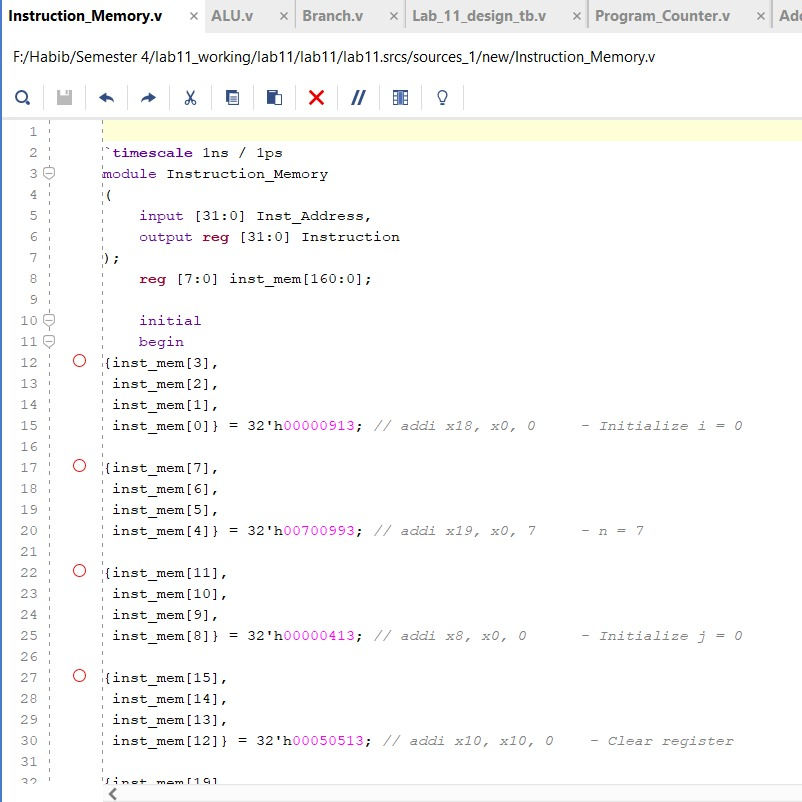 Instruction_Memory.v × ALU.v × Branch.v × Lab_11_design_tb.v × Program_Counter.v × Add
F:/Habib/Semester 4/lab11_working/lab11/lab11/lab11.srcs/sources_1/new/Instruction_Memory.v
1
2 `timescale 1ns / 1ps
3 module Instruction_Memory
4 (
5 input [31:0] Inst_Address,
6 output reg [31:0] Instruction
7 );
8 reg [7:0] inst_mem[160:0];
9
10 initial
11 begin
12 {inst_mem[3],
13 inst_mem[2],
14 inst_mem[1],
15 inst_mem[0]} = 32'h00000913; // addi x18, x0, 0 - Initialize i = 0
16
17 {inst_mem[7],
18 inst_mem[6],
19 inst_mem[5],
20 inst_mem[4]} = 32'h00700993; // addi x19, x0, 7 - n = 7
21
22 {inst_mem[11],
23 inst_mem[10],
24 inst_mem[9],
25 inst_mem[8]} = 32'h00000413; // addi x8, x0, 0 - Initialize j = 0
26
27 {inst_mem[15],
28 inst_mem[14],
29 inst_mem[13],
30 inst_mem[12]} = 32'h00050513; // addi x10, x10, 0 - Clear register
31
32 {inst_mem[19]